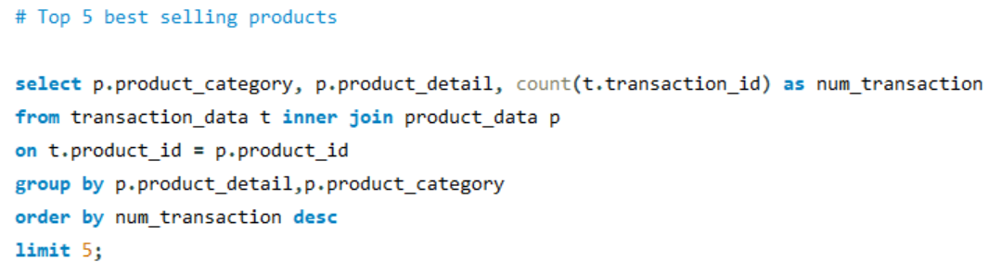 # Top 5 best selling products
select p.product_category, p.product_detail, count(t.transaction_id) as num_transaction
from transaction_data t inner join product_data p
on t.product_id = p.product_id
group by p.product_detail,p.product_category
order by num_transaction desc
limit 5;